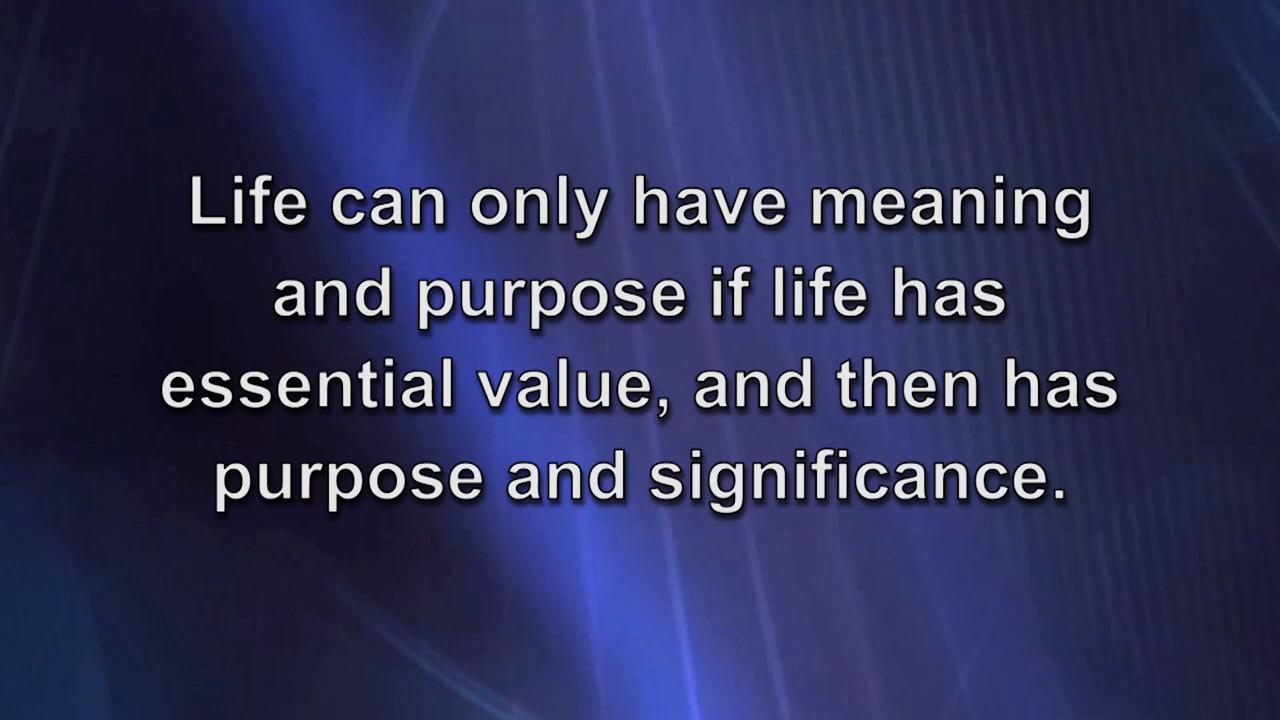 Life can only have meaning
and purpose if life has
essential value, and then has
purpose and significance.